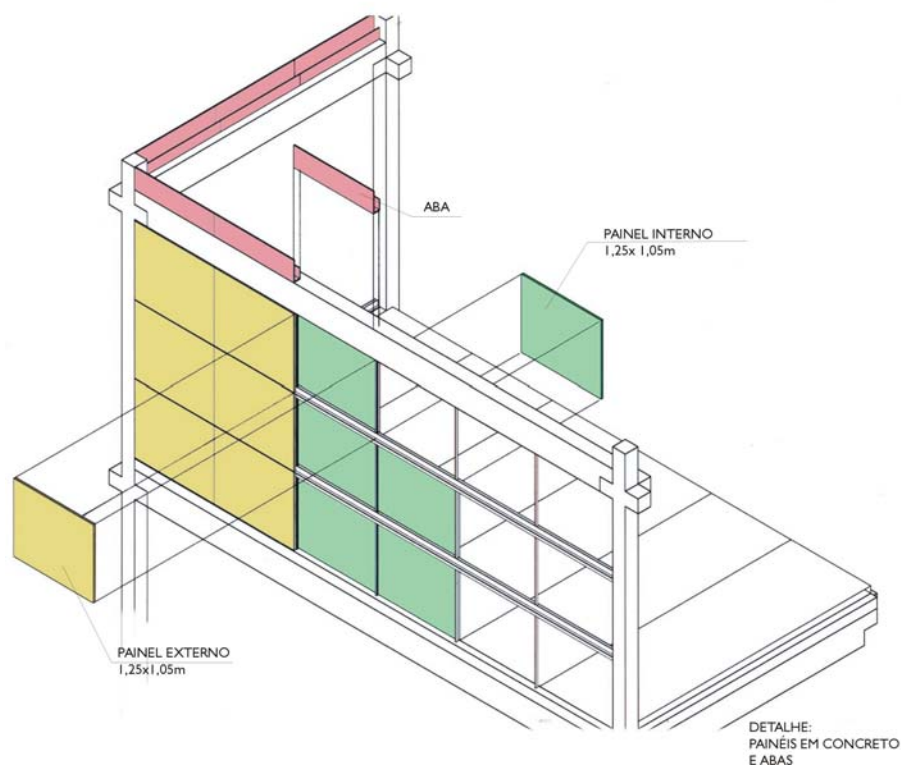 ABA
PAINEL INTERNO
1,25x 1,05m
PAINEL EXTERNO
1,25x1,05m
DETALHE:
PAINÉIS EM CONCRETO
E ABAS